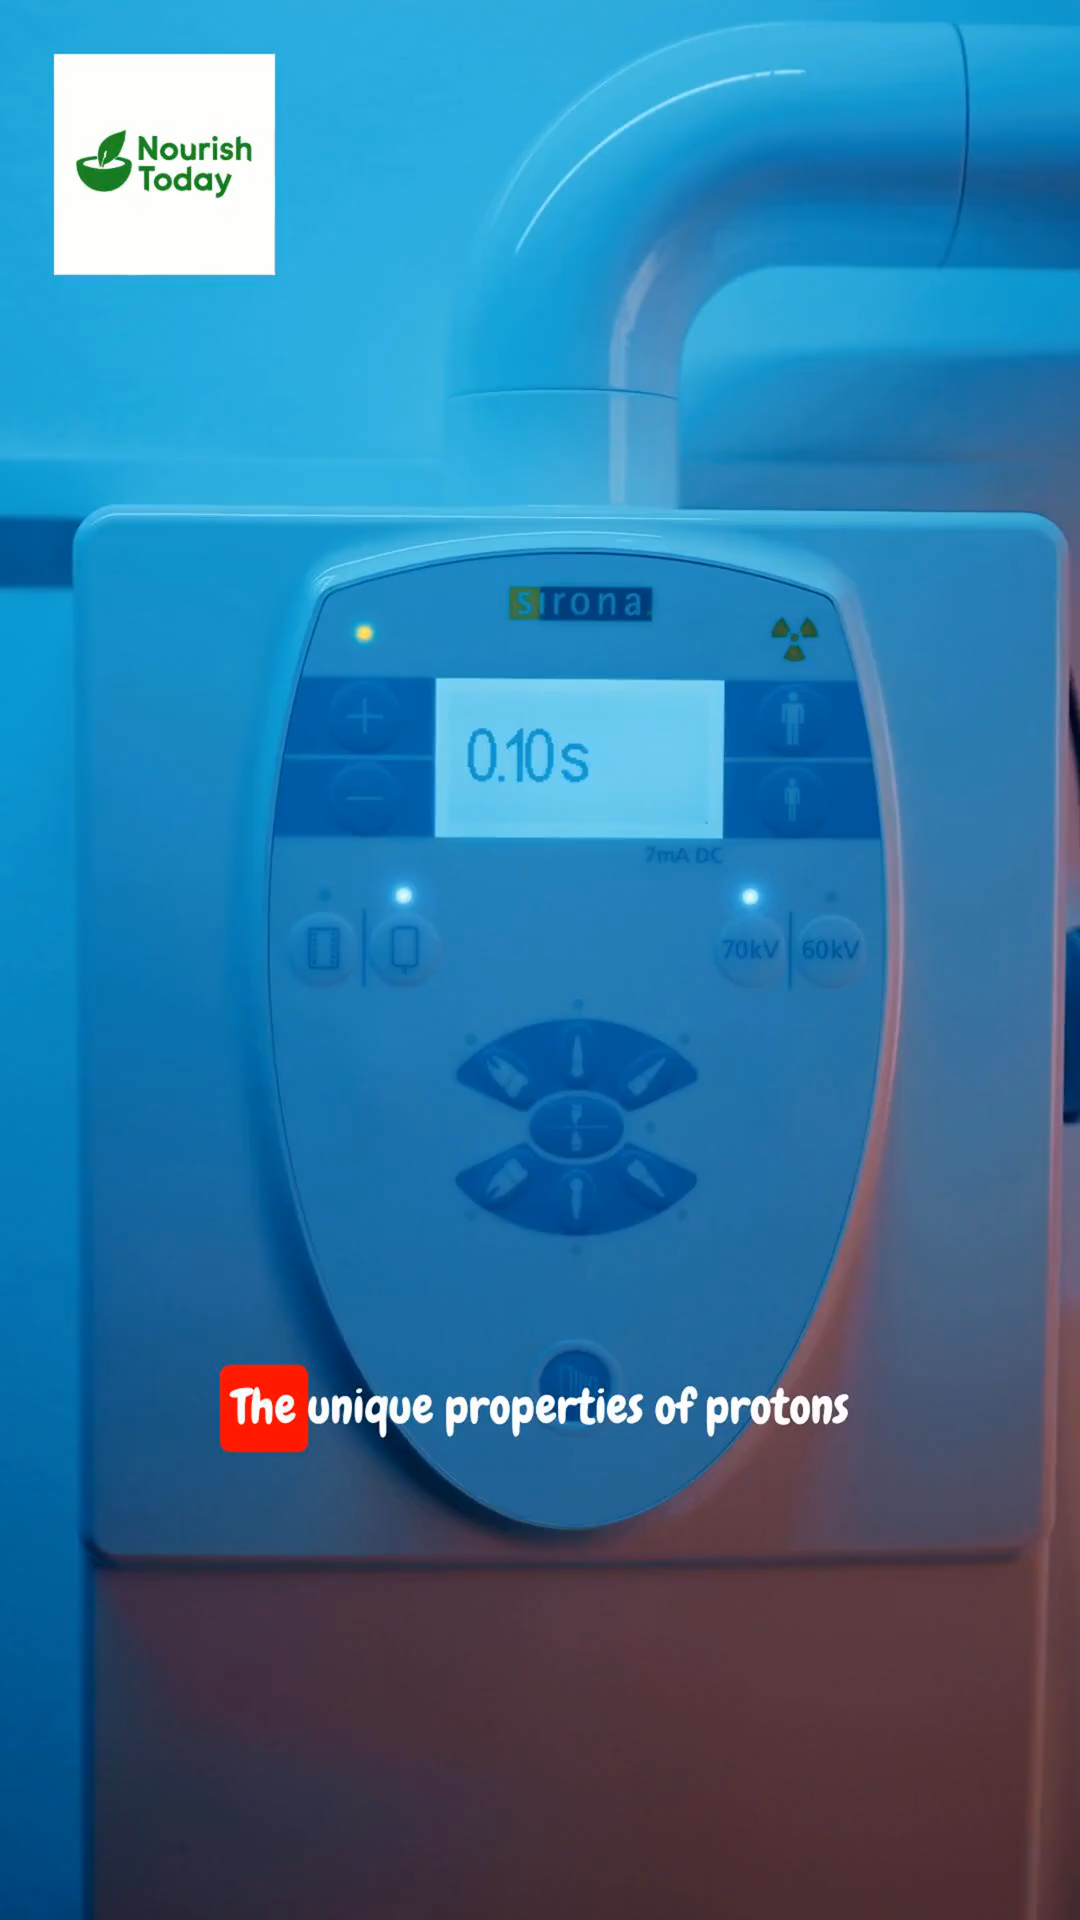 Nourish
Today
sirona.
0.10s
7mA DC
70kV
60kV
The unique properties of protons